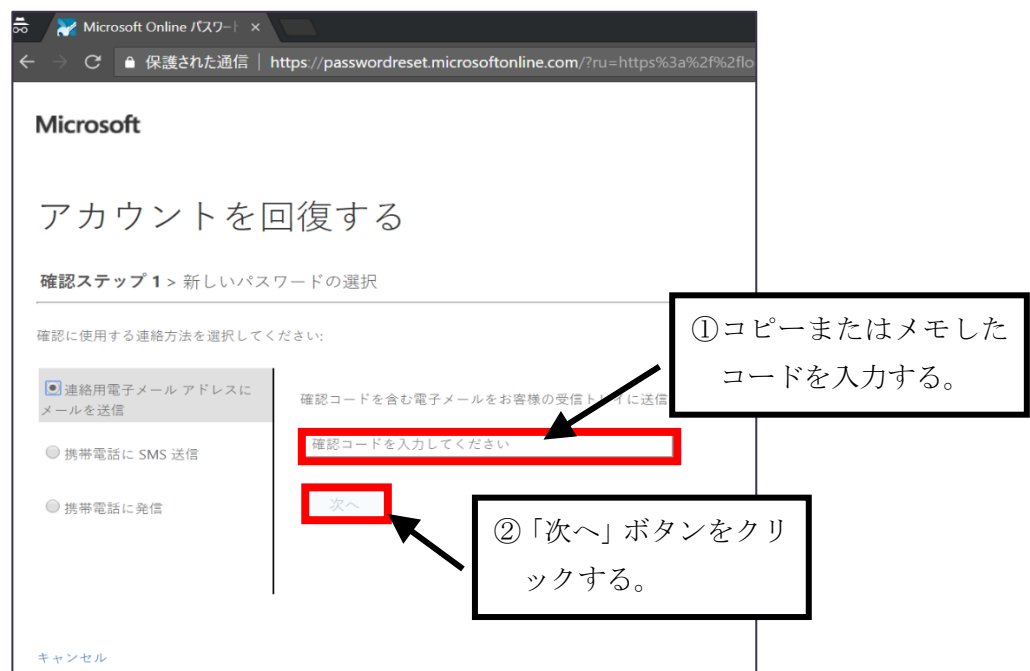 Microsoft Online パスワード ×
保護された通信 | https://passwordreset.microsoftonline.com/?ru=https%3a%2f%2flo
Microsoft
アカウントを回復する
確認ステップ 1 > 新しいパスワードの選択
確認に使用する連絡方法を選択してください:
①コピーまたはメモした
コードを入力する。
連絡用電子メール アドレスに
メールを送信
確認コードを含む電子メールをお客様の受信トレイに送信
確認コードを入力してください
携帯電話に SMS 送信
携帯電話に発信
次へ
②「次へ」ボタンをクリ
ックする。
キャンセル